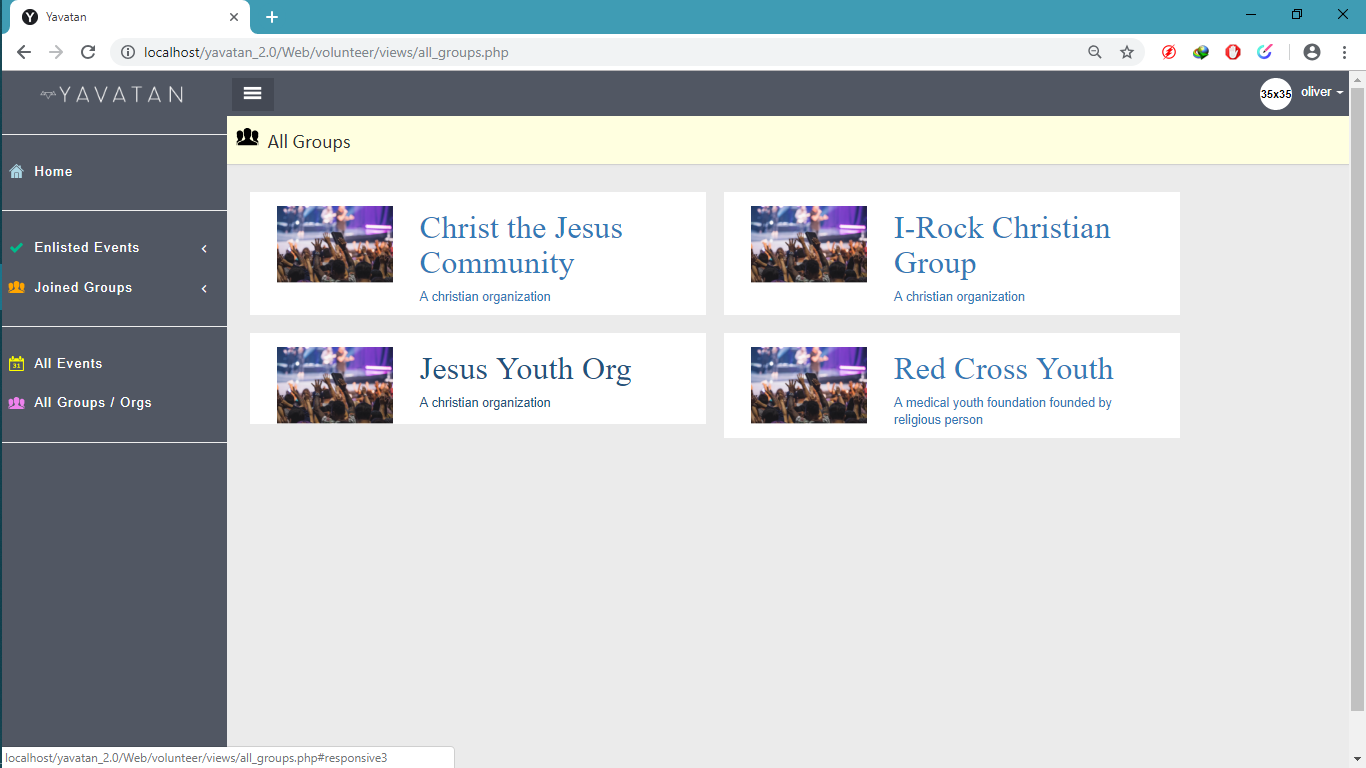 Yavatan
localhost/yavatan_2.0/Web/volunteer/views/all_groups.php
YAVATAN
35x35
oliver
All Groups
Home
Enlisted Events
Joined Groups
All Events
31
All Groups / Orgs
Christ the Jesus
Community
A christian organization
I-Rock Christian
Group
A christian organization
Jesus Youth Org
A christian organization
Red Cross Youth
A medical youth foundation founded by
religious person
localhost/yavatan_2.0/Web/volunteer/views/all_groups.php#responsive3